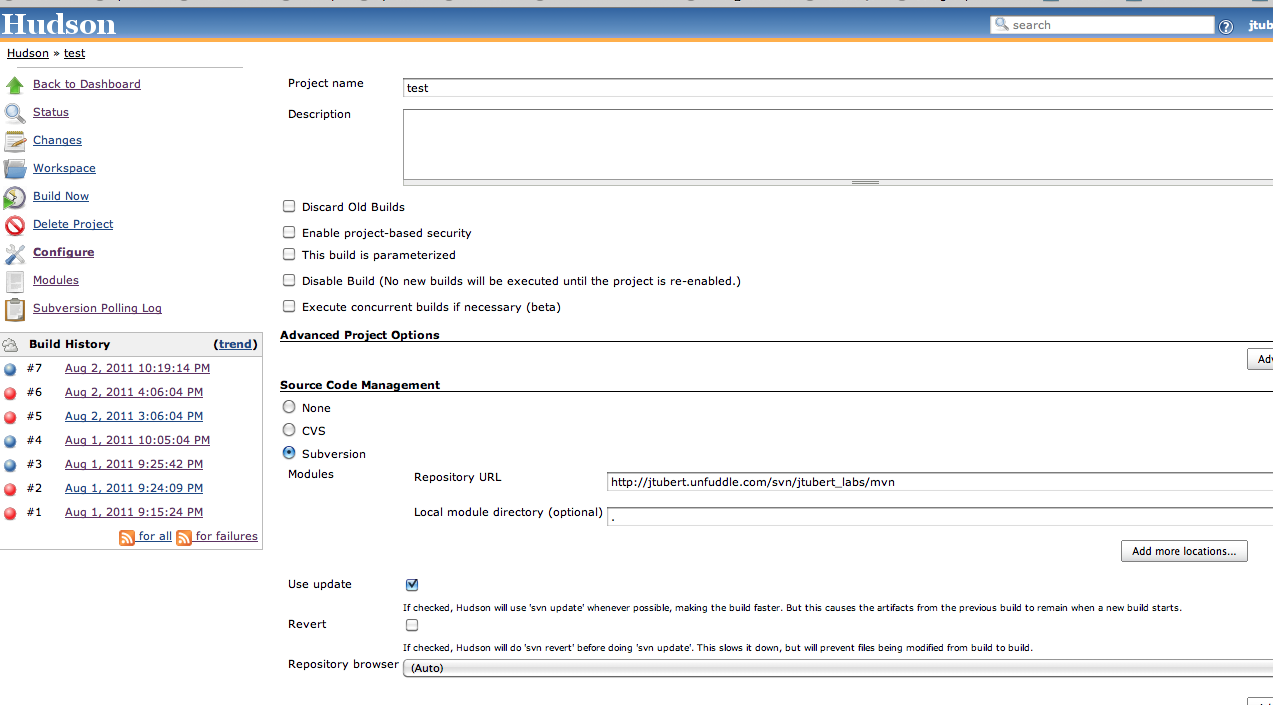 Hudson
search
jtub
Hudson » test
Back to Dashboard
Status
Changes
Workspace
Build Now
Delete Project
Configure
Modules
Subversion Polling Log
Build History (trend)
#7 Aug 2, 2011 10:19:14 PM
#6 Aug 2, 2011 4:06:04 PM
#5 Aug 2, 2011 3:06:04 PM
#4 Aug 1, 2011 10:05:04 PM
#3 Aug 1, 2011 9:25:42 PM
#2 Aug 1, 2011 9:24:09 PM
#1 Aug 1, 2011 9:15:24 PM
for all for failures
Project name test
Description
Discard Old Builds
Enable project-based security
This build is parameterized
Disable Build (No new builds will be executed until the project is re-enabled.)
Execute concurrent builds if necessary (beta)
Advanced Project Options
Adv
Source Code Management
None
CVS
Subversion
Modules
Repository URL http://jtubert.unfuddle.com/svn/jtubert_labs/mvn
Local module directory (optional) .
Add more locations...
Use update
If checked, Hudson will use 'svn update' whenever possible, making the build faster. But this causes the artifacts from the previous build to remain when a new build starts.
Revert
If checked, Hudson will do 'svn revert' before doing 'svn update'. This slows it down, but will prevent files being modified from build to build.
Repository browser (Auto)